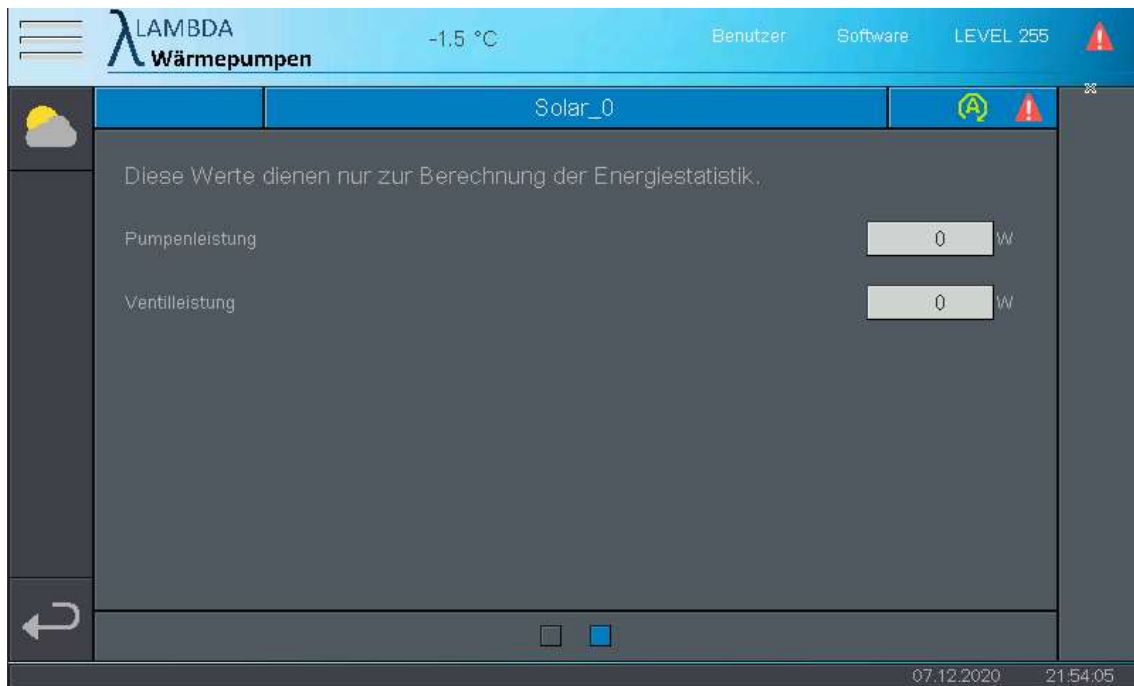 LAMBDA
Wärmepumpen
-1.5 °C
Benutzer
Software
LEVEL 255
Solar_0
A
Diese Werte dienen nur zur Berechnung der Energiestatistik.
Pumpenleistung
0 W
Ventilleistung
0 W
07.12.2020 21:54:05